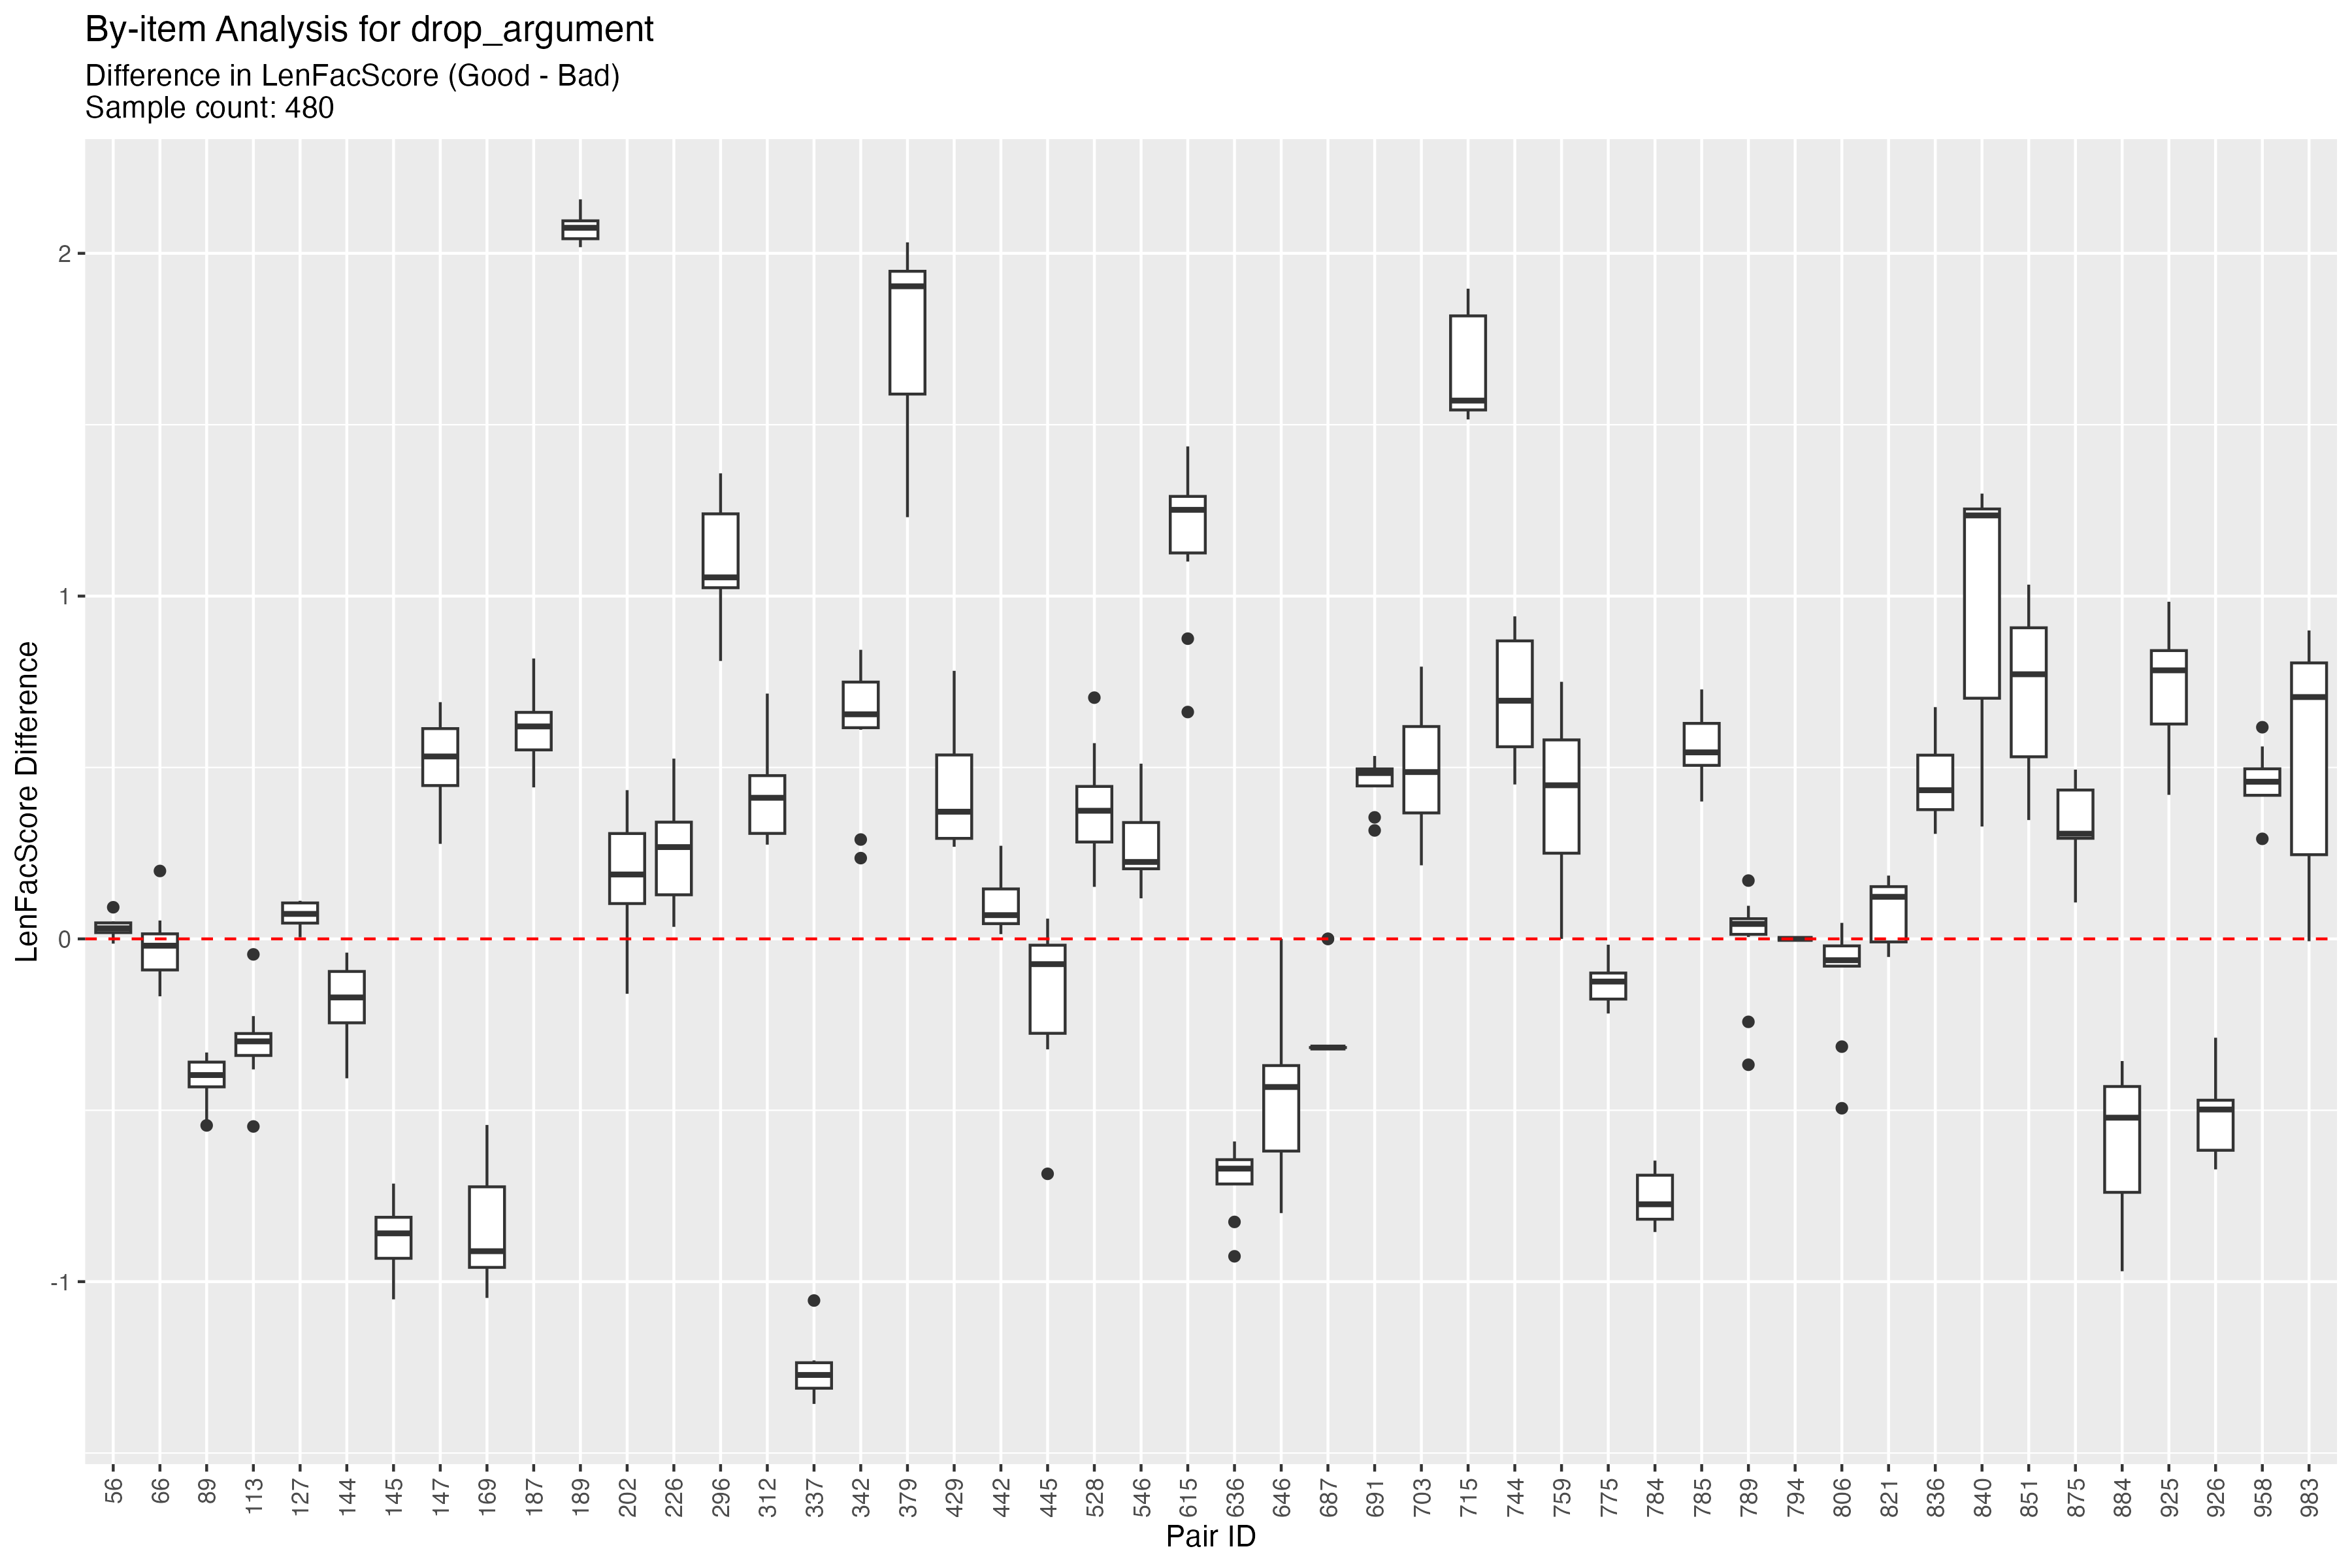 By-item Analysis for drop_argument
Difference in LenFacScore (Good - Bad)
Sample count: 480
LenFacScore Difference
2
1
0
-1
56 66 89 113 127 144 145 147 169 187 189 202 226 296 312 337 342 379 429 442 445 528 546 615 636 646 687 691 703 715 744 759 775 784 785 789 794 806 821 836 840 851 875 884 925 926 958 983
Pair ID